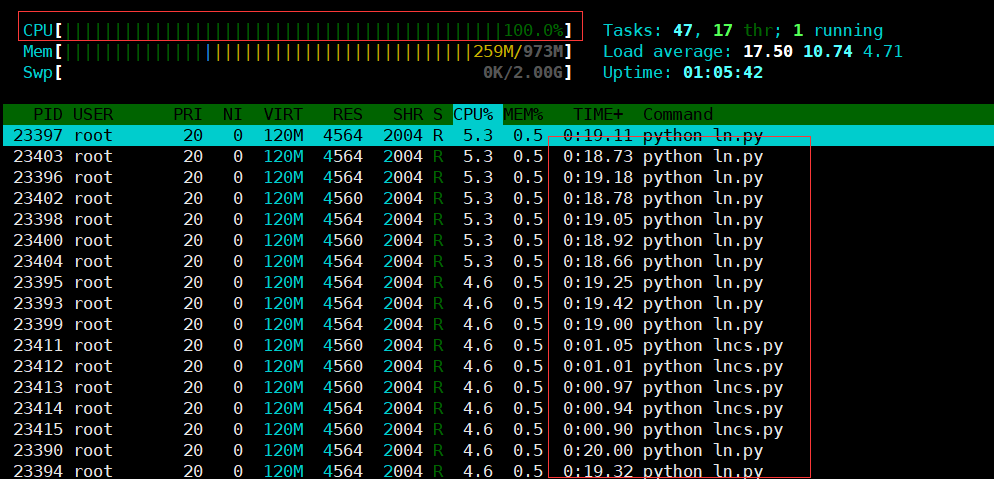 CPU[||||||||||||||||||||||||||||||||||||||||||||100.0%] Tasks: 47, 17 thr; 1 running
Mem[|||||||||||||||||||||||||||||||||||||||||259M/973M] Load average: 17.50 10.74 4.71
Swp[ 0K/2.00G] Uptime: 01:05:42
PID USER PRI NI VIRT RES SHR S CPU% MEM% TIME+ Command
23397 root 20 0 120M 4564 2004 R 5.3 0.5 0:19.11 python ln.py
23403 root 20 0 120M 4564 2004 R 5.3 0.5 0:18.73 python ln.py
23396 root 20 0 120M 4564 2004 R 5.3 0.5 0:19.18 python ln.py
23402 root 20 0 120M 4560 2004 R 5.3 0.5 0:18.78 python ln.py
23398 root 20 0 120M 4564 2004 R 5.3 0.5 0:19.05 python ln.py
23400 root 20 0 120M 4560 2004 R 5.3 0.5 0:18.92 python ln.py
23404 root 20 0 120M 4564 2004 R 5.3 0.5 0:18.66 python ln.py
23395 root 20 0 120M 4564 2004 R 4.6 0.5 0:19.25 python ln.py
23393 root 20 0 120M 4564 2004 R 4.6 0.5 0:19.42 python ln.py
23399 root 20 0 120M 4564 2004 R 4.6 0.5 0:19.00 python ln.py
23411 root 20 0 120M 4560 2004 R 4.6 0.5 0:01.05 python lncs.py
23412 root 20 0 120M 4560 2004 R 4.6 0.5 0:01.01 python lncs.py
23413 root 20 0 120M 4564 2004 R 4.6 0.5 0:00.97 python lncs.py
23414 root 20 0 120M 4564 2004 R 4.6 0.5 0:00.94 python lncs.py
23415 root 20 0 120M 4560 2004 R 4.6 0.5 0:00.90 python lncs.py
23390 root 20 0 120M 4564 2004 R 4.6 0.5 0:20.00 python ln.py
23394 root 20 0 120M 4564 2004 R 4.6 0.5 0:19.32 python ln.py